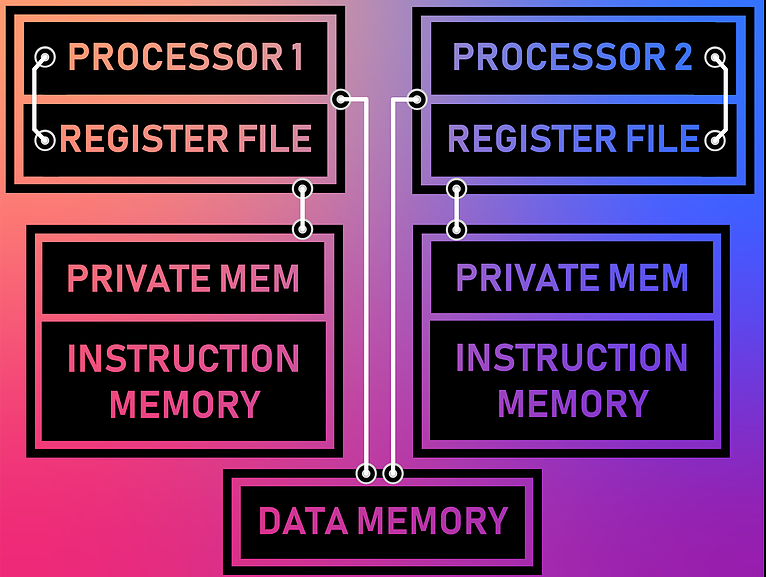 PROCESSOR 1
REGISTER FILE
PRIVATE MEM
INSTRUCTION
MEMORY
PROCESSOR 2
REGISTER FILE
PRIVATE MEM
INSTRUCTION
MEMORY
DATA MEMORY